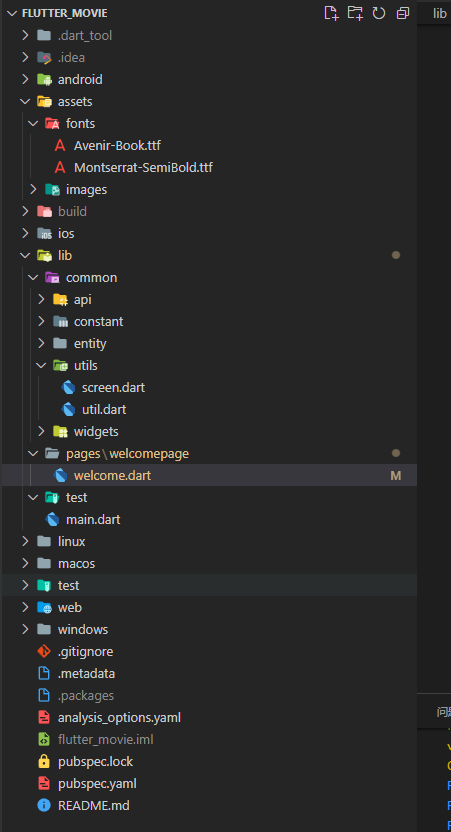 FLUTTER_MOVIE
lib
.dart_tool
.idea
android
assets
fonts
Avenir-Book.ttf
Montserrat-SemiBold.ttf
images
build
ios
lib
common
api
constant
entity
utils
screen.dart
util.dart
widgets
pages\welcomepage
welcome.dart M
test
main.dart
linux
macos
test
web
windows
.gitignore
.metadata
.packages
analysis_options.yaml
问
flutter_movie.iml
pubspec.lock
pubspec.yaml
README.md